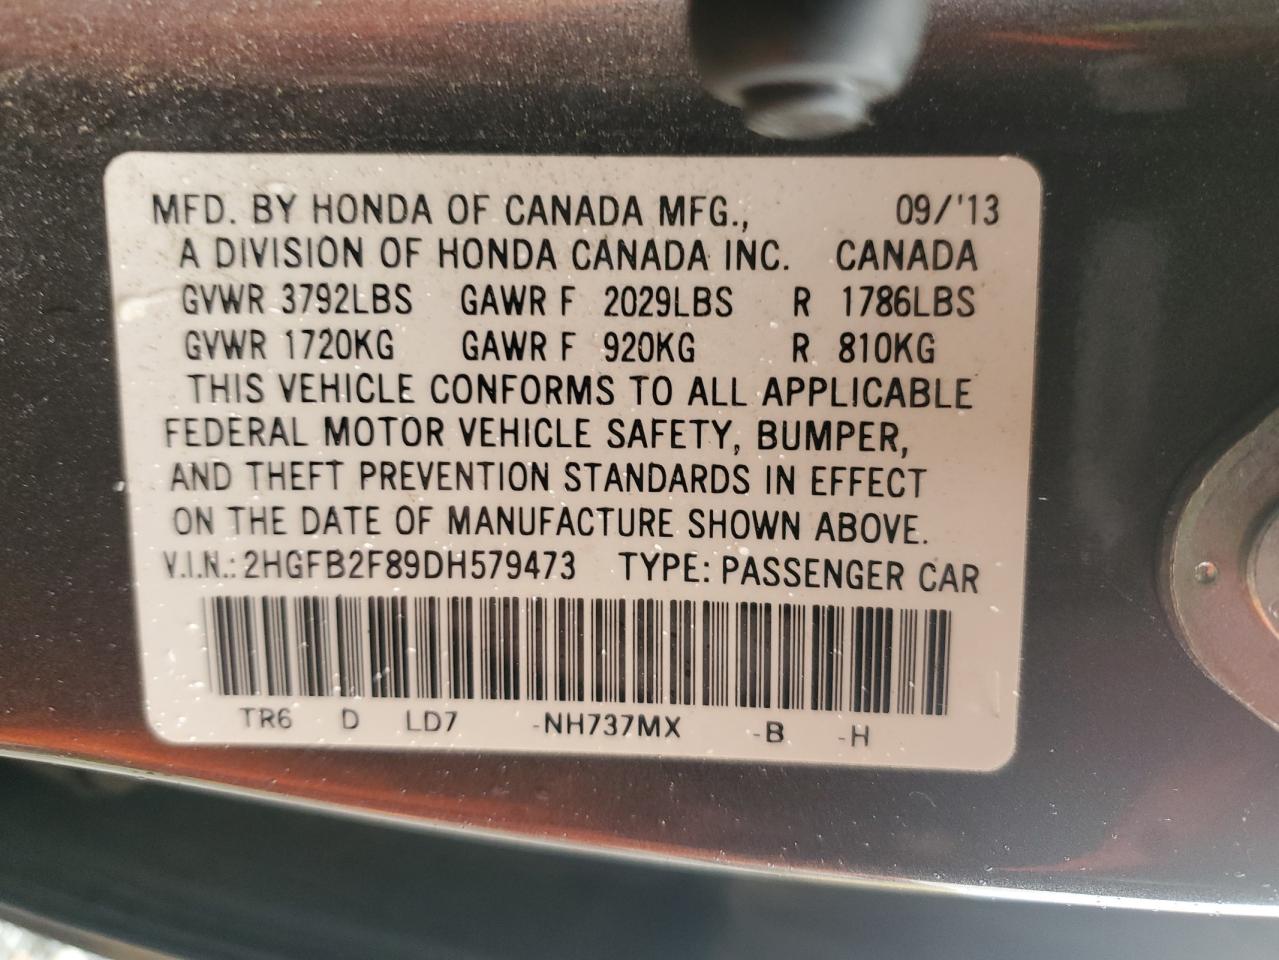 MFD. BY HONDA OF CANADA MFG., 09/'13
A DIVISION OF HONDA CANADA INC. CANADA
GVWR 3792LBS GAWR F 2029LBS R 1786LBS
GVWR 1720KG GAWR F 920KG R 810KG
THIS VEHICLE CONFORMS TO ALL APPLICABLE
FEDERAL MOTOR VEHICLE SAFETY, BUMPER,
AND THEFT PREVENTION STANDARDS IN EFFECT
ON THE DATE OF MANUFACTURE SHOWN ABOVE.
V.I.N.: 2HGFB2F89DH579473 TYPE: PASSENGER CAR
TR6 D LD7 -NH737MX -B -H